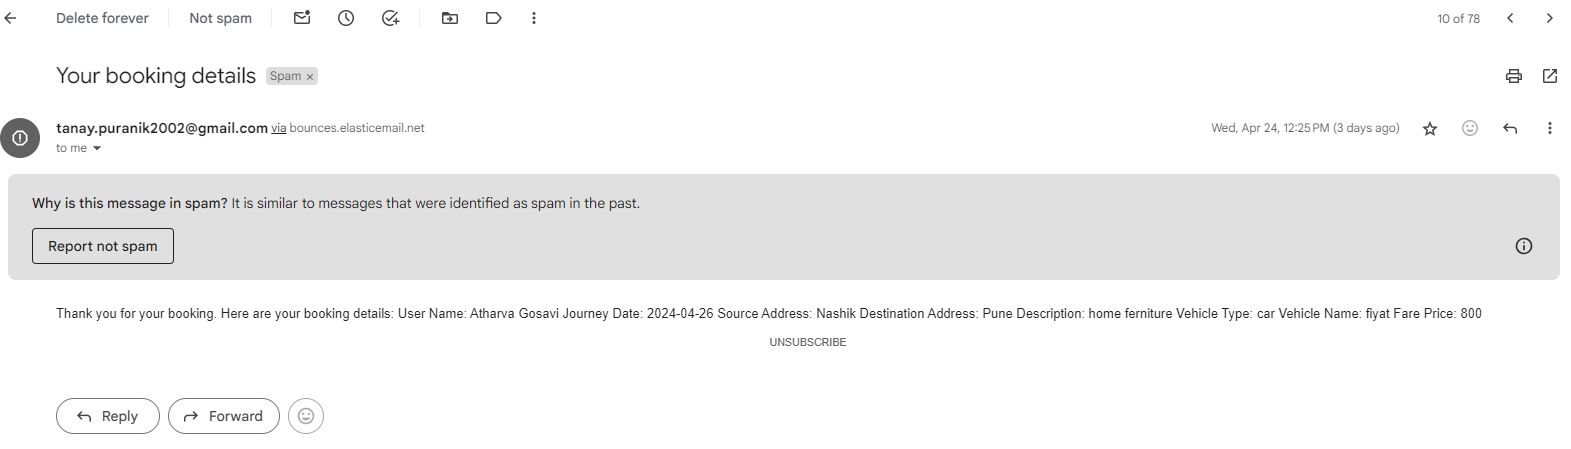 Delete forever Not spam 10 of 78
Your booking details Spam ×
tanay.puranik2002@gmail.com via bounces.elasticemail.net Wed, Apr 24, 12:25 PM (3 days ago)
to me
Why is this message in spam? It is similar to messages that were identified as spam in the past.
Report not spam
Thank you for your booking. Here are your booking details: User Name: Atharva Gosavi Journey Date: 2024-04-26 Source Address: Nashik Destination Address: Pune Description: home ferniture Vehicle Type: car Vehicle Name: fiyat Fare Price: 800
UNSUBSCRIBE
Reply Forward